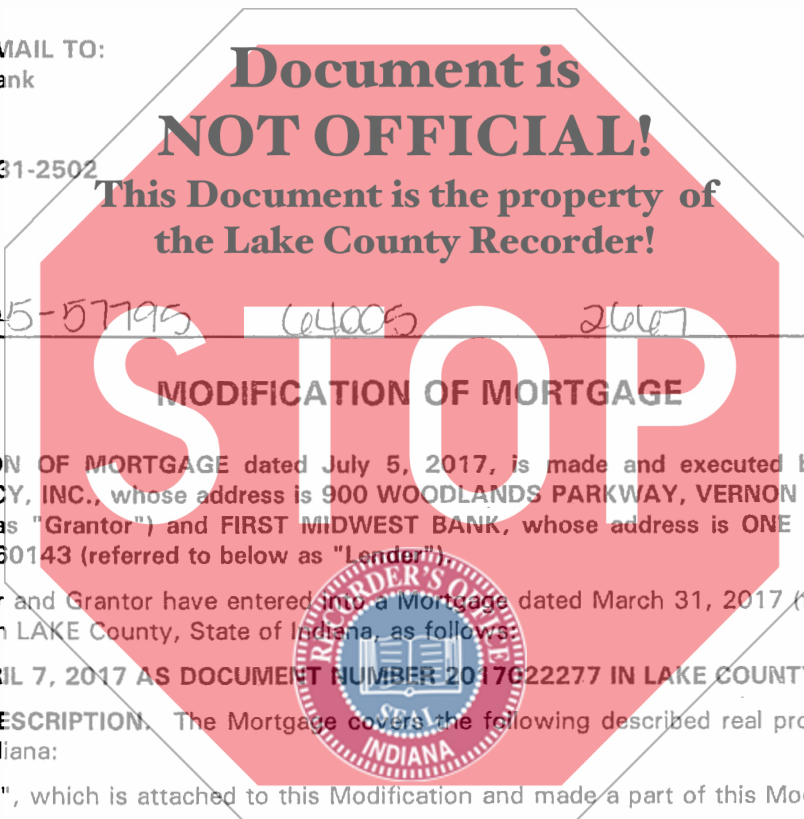 MAIL TO:
Document is
ank
NOT OFFICIAL!
31-2502
This Document is the property of
the Lake County Recorder!
5-57795 64005 2667
STOP
MODIFICATION OF MORTGAGE
N OF MORTGAGE dated July 5, 2017, is made and executed b
CY, INC., whose address is 900 WOODLANDS PARKWAY, VERNON
as "Grantor") and FIRST MIDWEST BANK, whose address is ONE
60143 (referred to below as "Lender").
r and Grantor have entered into a Mortgage dated March 31, 2017 (
n LAKE County, State of Indiana, as follows:
RECORDER'S OFFICE
IL 7, 2017 AS DOCUMENT NUMBER 2017022277 IN LAKE COUNTY
ESCRIPTION. The Mortgage covers the following described real pro
SEAL
INDIANA
diana:
", which is attached to this Modification and made a part of this Mod